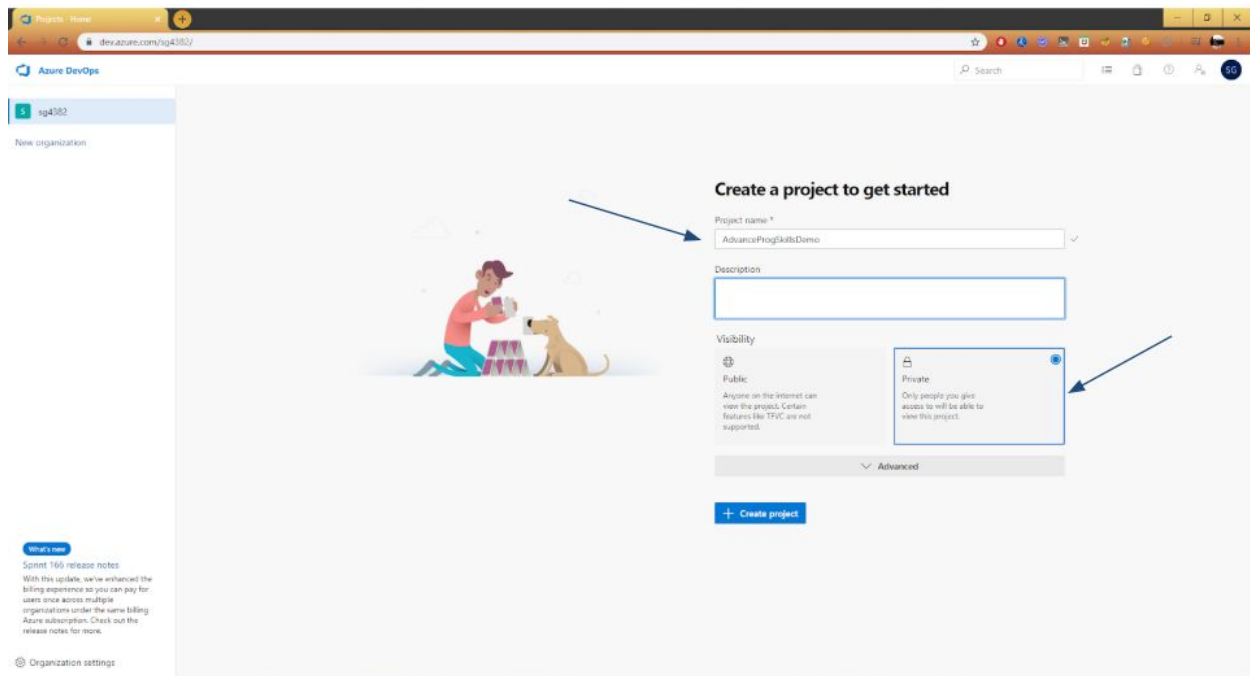 Projects - Home
dev.azure.com/sg4382/
Azure DevOps
Search
SG
S sg4382
New organization
Create a project to get started
Project name *
AdvanceProgSkillsDemo
Description
Visibility
Public
Anyone on the internet can
view the project. Certain
features like TFVC are not
supported.
Private
Only people you give
access to will be able to
view this project.
Advanced
+ Create project
What's new
Sprint 166 release notes
With this update, we've enhanced the
billing experience so you can pay for
users once across multiple
organizations under the same billing
Azure subscription. Check out the
release notes for more.
Organization settings